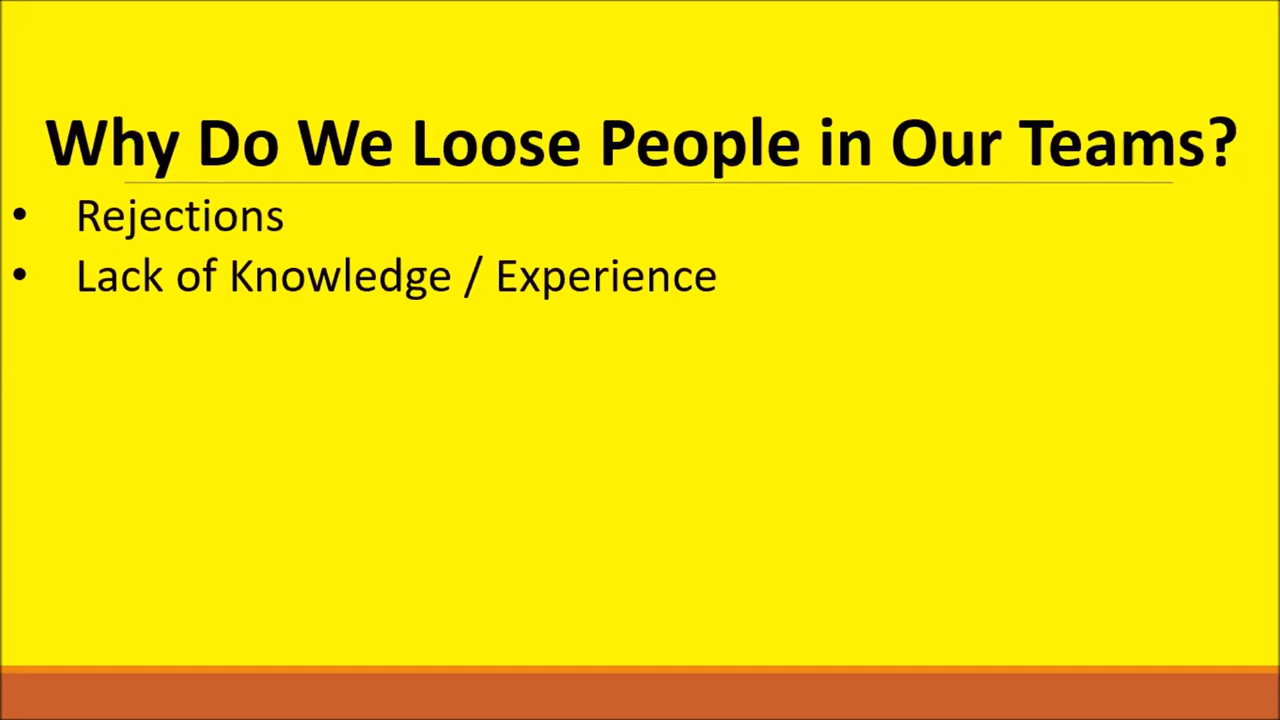 Why Do We Loose People in Our Teams?
• Rejections
• Lack of Knowledge / Experience